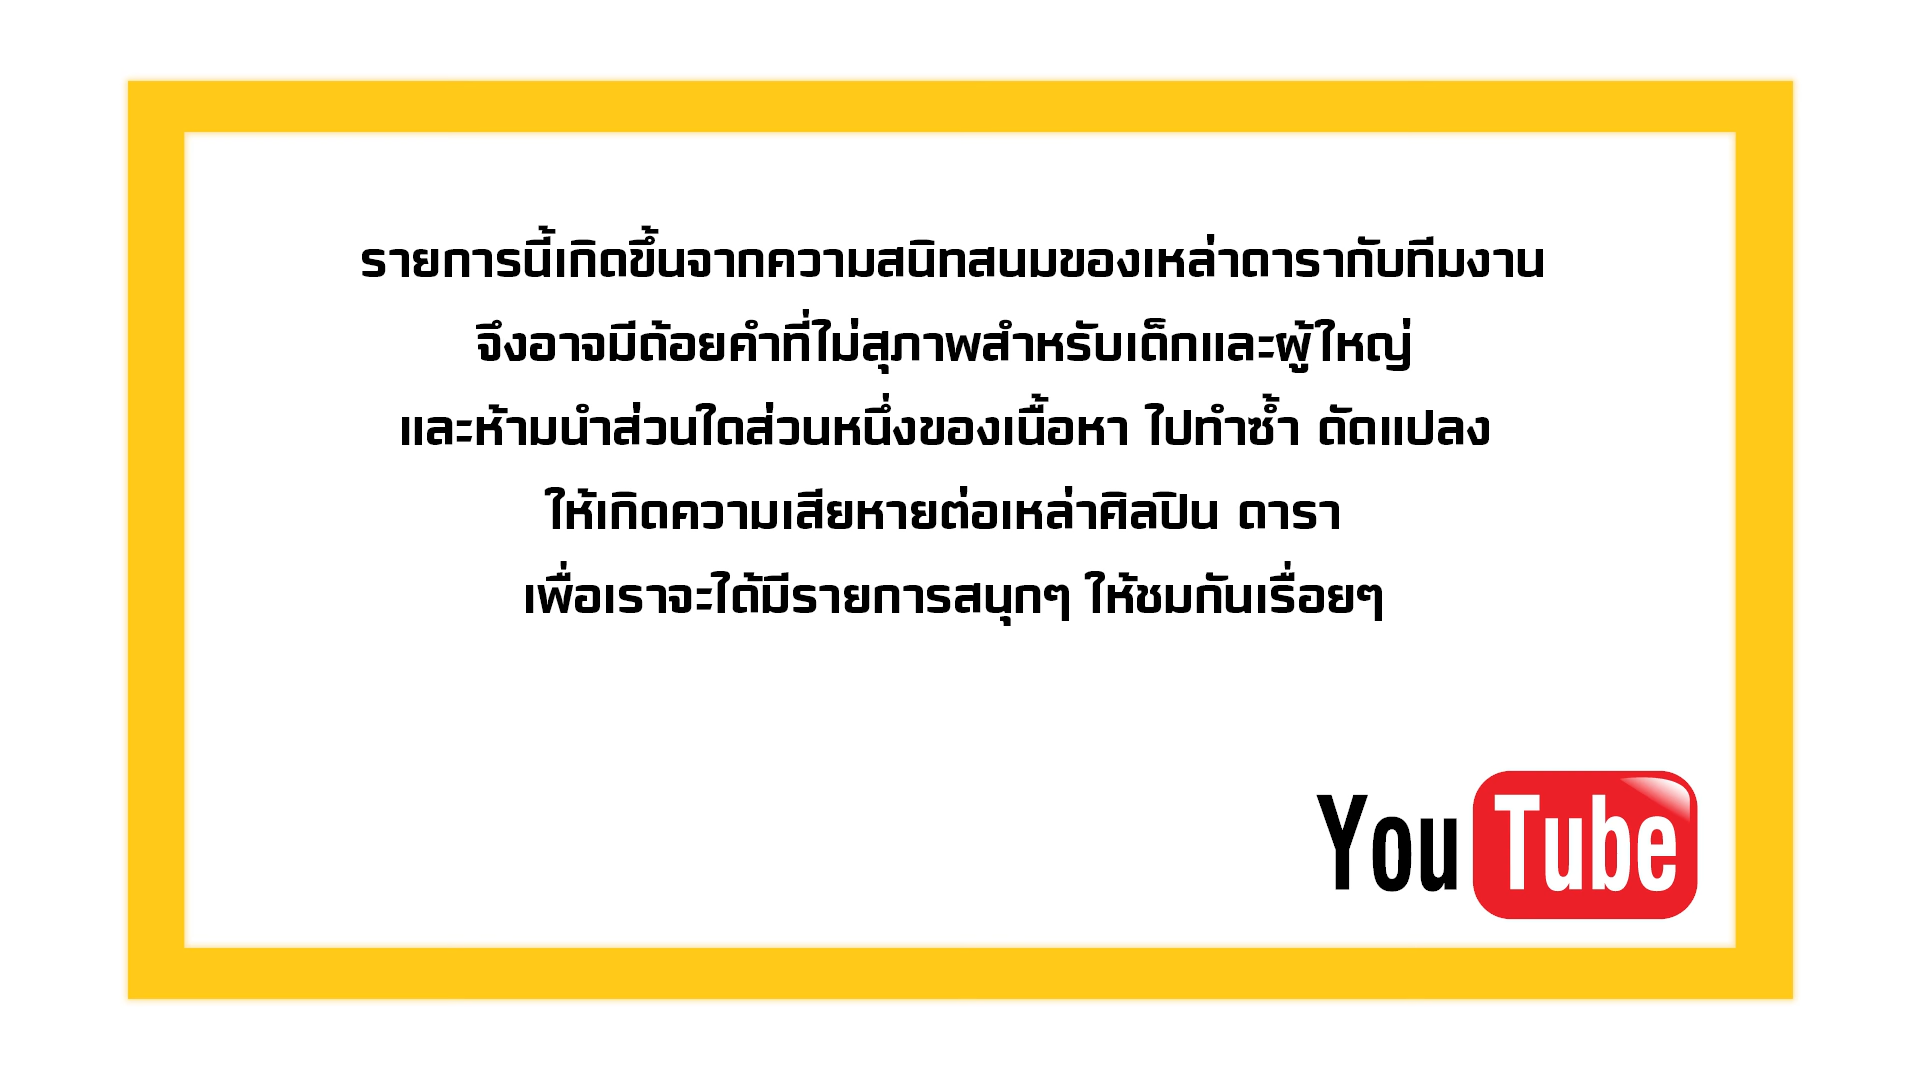 รายการนี้เกิดขึ้นจากความสนิทสนมของเหล่าดารากับทีมงาน
จึงอาจมีถ้อยคำที่ไม่สุภาพสำหรับเด็กและผู้ใหญ่
และห้ามนำส่วนใดส่วนหนึ่งของเนื้อหา ไปทำซ้ำ ดัดแปลง
ให้เกิดความเสียหายต่อเหล่าศิลปิน ดารา
เพื่อเราจะได้มีรายการสนุกๆ ให้ชมกันเรื่อยๆ
YouTube